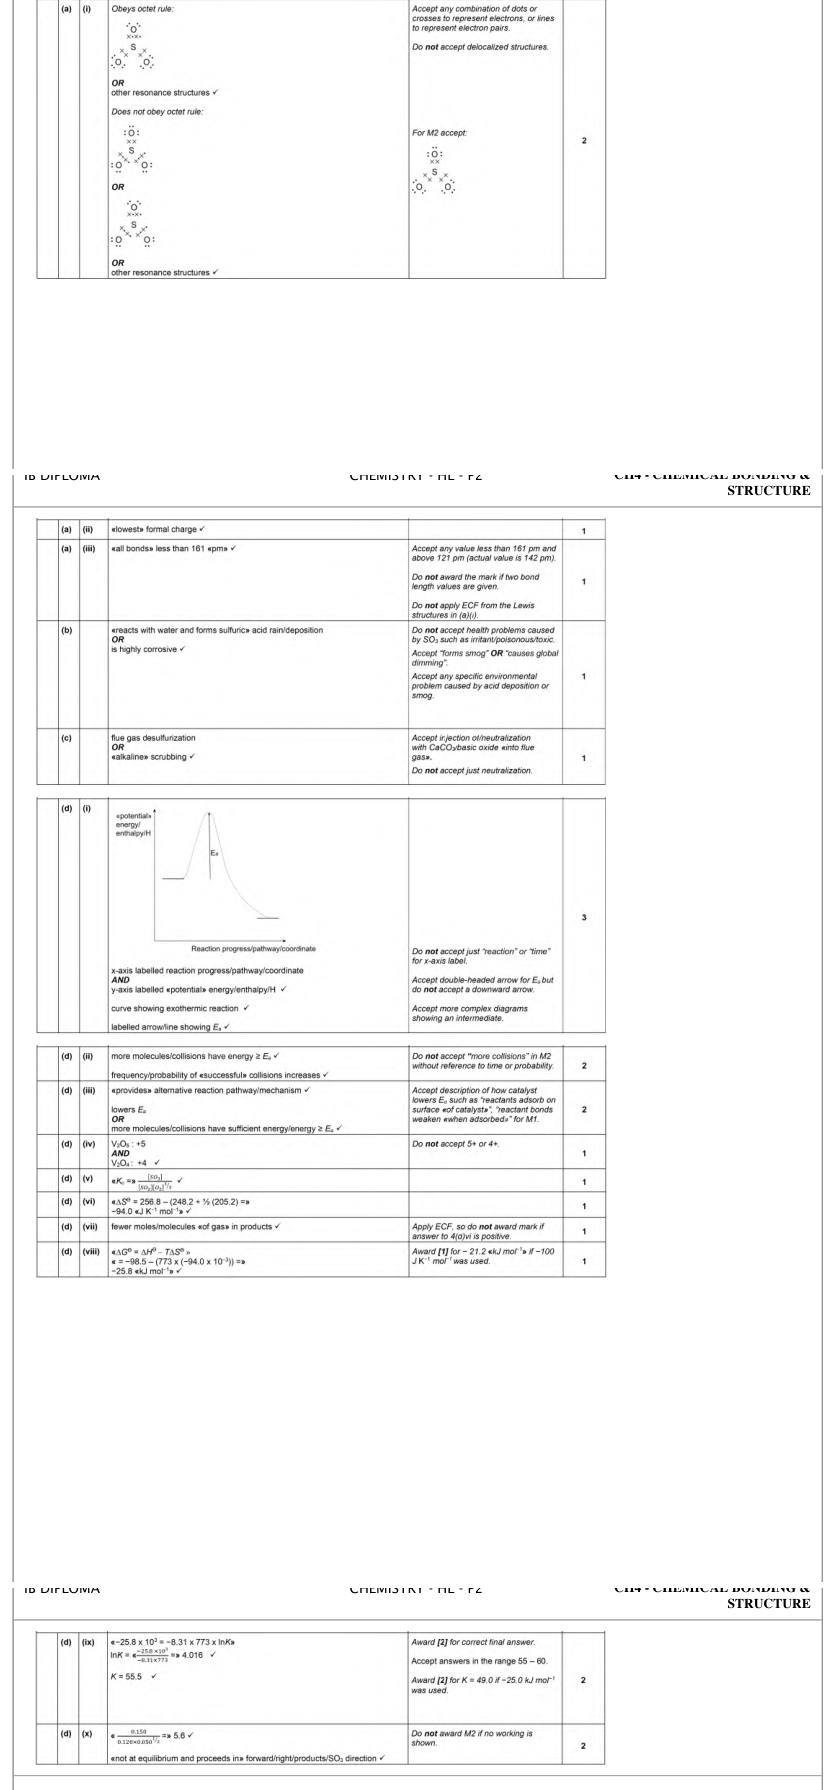 (a) (i) Obeys octet rule:
Accept any combination of dots or
crosses to represent electrons, or lines
to represent electron pairs.
Do not accept delocalized structures.
O
S
O O
OR
other resonance structures ✓
Does not obey octet rule:
For M2 accept:
O
S
O O
OR
O
S
O O
OR
other resonance structures ✓
O
S
O O
2
IB DIPLOMA CHEMISTRY - HL - P2 CH4 - CHEMICAL BONDING &
STRUCTURE
(a) (ii) «lowest» formal charge ✓ 1
(a) (iii) «all bonds» less than 161 «pm» ✓
Accept any value less than 161 pm and
above 121 pm (actual value is 142 pm).
Do not award the mark if two bond
length values are given.
Do not apply ECF from the Lewis
structures in (a)(i).
1
(b) «reacts with water and forms sulfuric» acid rain/deposition
OR
is highly corrosive ✓
Do not accept health problems caused
by SO₃ such as irritant/poisonous/toxic.
Accept "forms smog" OR "causes global
dimming".
Accept any specific environmental
problem caused by acid deposition or
smog.
1
(c) flue gas desulfurization
OR
«alkaline» scrubbing ✓
Accept injection of/neutralization
with CaCO₃/basic oxide «into flue
gas».
Do not accept just neutralization.
1
(d) (i)
«potential»
energy/
enthalpy/H
Eₐ
Reaction progress/pathway/coordinate
x-axis labelled reaction progress/pathway/coordinate
AND
y-axis labelled «potential» energy/enthalpy/H ✓
curve showing exothermic reaction ✓
labelled arrow/line showing Eₐ ✓
Do not accept just "reaction" or "time"
for x-axis label.
Accept double-headed arrow for Eₐ but
do not accept a downward arrow.
Accept more complex diagrams
showing an intermediate.
3
(d) (ii) more molecules/collisions have energy ≥ Eₐ ✓
frequency/probability of «successful» collisions increases ✓
Do not accept "more collisions" in M2
without reference to time or probability.
2
(d) (iii) «provides» alternative reaction pathway/mechanism ✓
lowers Eₐ
OR
more molecules/collisions have sufficient energy/energy ≥ Eₐ ✓
Accept description of how catalyst
lowers Eₐ such as "reactants adsorb on
surface «of catalyst»", "reactant bonds
weaken «when adsorbed»" for M1.
2
(d) (iv) V₂O₅ : +5
AND
V₂O₄: +4 ✓
Do not accept 5+ or 4+.
1
(d) (v) «K꜀ =» [SO₃] / [SO₂][O₂]^1/2 ✓ 1
(d) (vi) «ΔS⦵ = 256.8 – (248.2 + ½ (205.2) =»
–94.0 «J K⁻¹ mol⁻¹» ✓
1
(d) (vii) fewer moles/molecules «of gas» in products ✓
Apply ECF, so do not award mark if
answer to 4(d)vi is positive.
1
(d) (viii) «ΔG⦵ = ΔH⦵ – TΔS⦵ »
« = –98.5 – (773 x (–94.0 x 10⁻³)) =»
–25.8 «kJ mol⁻¹» ✓
Award [1] for – 21.2 «kJ mol⁻¹» if –100
J K⁻¹ mol⁻¹ was used.
1
IB DIPLOMA CHEMISTRY - HL - P2 CH4 - CHEMICAL BONDING &
STRUCTURE
(d) (ix) «–25.8 x 10³ = –8.31 x 773 x lnK»
lnK = « –25.8 ×10³ / –8.31×773 =» 4.016 ✓
K = 55.5 ✓
Award [2] for correct final answer.
Accept answers in the range 55 – 60.
Award [2] for K = 49.0 if –25.0 kJ mol⁻¹
was used.
2
(d) (x) « 0.150 / 0.120×0.050^1/2 =» 5.6 ✓
«not at equilibrium and proceeds in» forward/right/products/SO₃ direction ✓
Do not award M2 if no working is
shown.
2